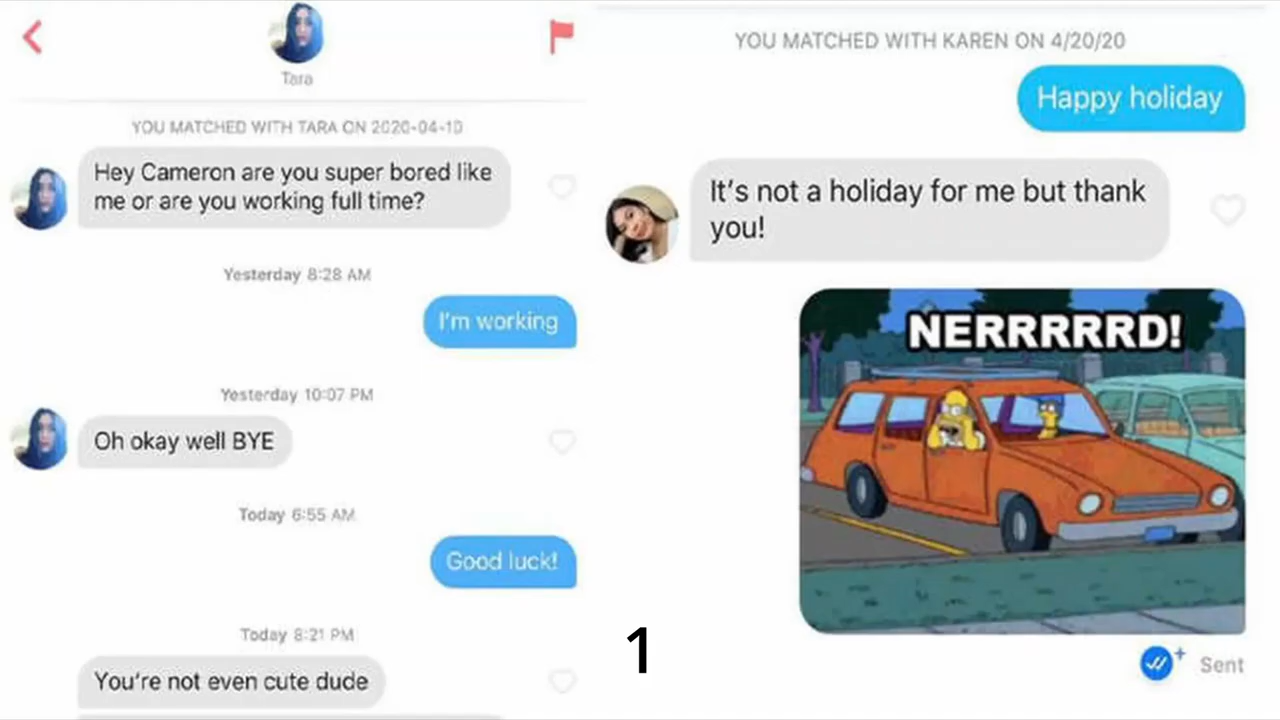 Tara
YOU MATCHED WITH TARA ON 2020-04-10
Hey Cameron are you super bored like
me or are you working full time?
Yesterday 8:28 AM
I'm working
Yesterday 10:07 PM
Oh okay well BYE
Today 6:55 AM
Good luck!
Today 8:21 PM
You're not even cute dude
YOU MATCHED WITH KAREN ON 4/20/20
Happy holiday
It's not a holiday for me but thank
you!
NERRRRRD!
Sent
1